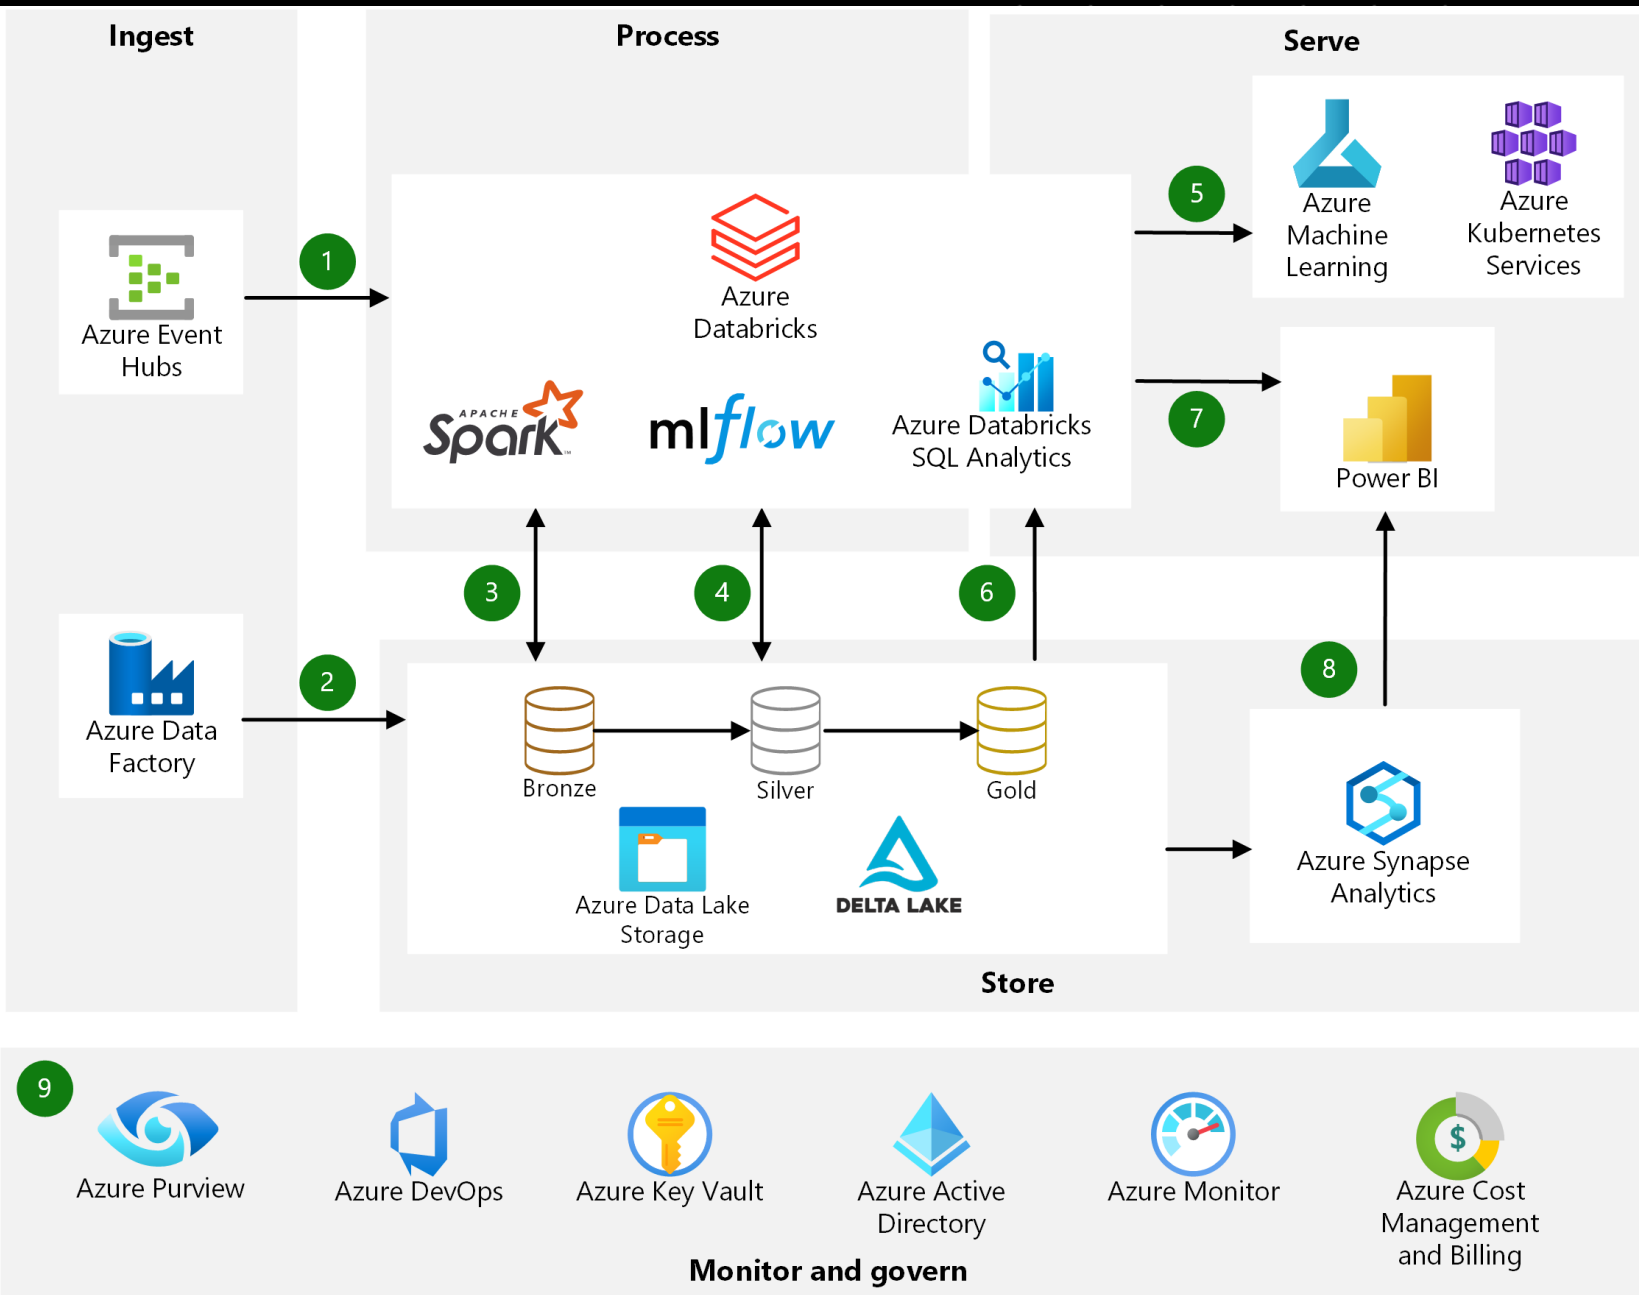 Ingest
Process
Serve
Azure Event
Hubs
1
Azure
Databricks
APACHE
Spark™
mlflow
Azure Databricks
SQL Analytics
5
Azure
Machine
Learning
Azure
Kubernetes
Services
7
Power BI
3
4
6
8
Azure Data
Factory
2
Bronze
Silver
Gold
Azure Data Lake
Storage
DELTA LAKE
Azure Synapse
Analytics
Store
9
Azure Purview
Azure DevOps
Azure Key Vault
Azure Active
Directory
Azure Monitor
$
Azure Cost
Management
and Billing
Monitor and govern